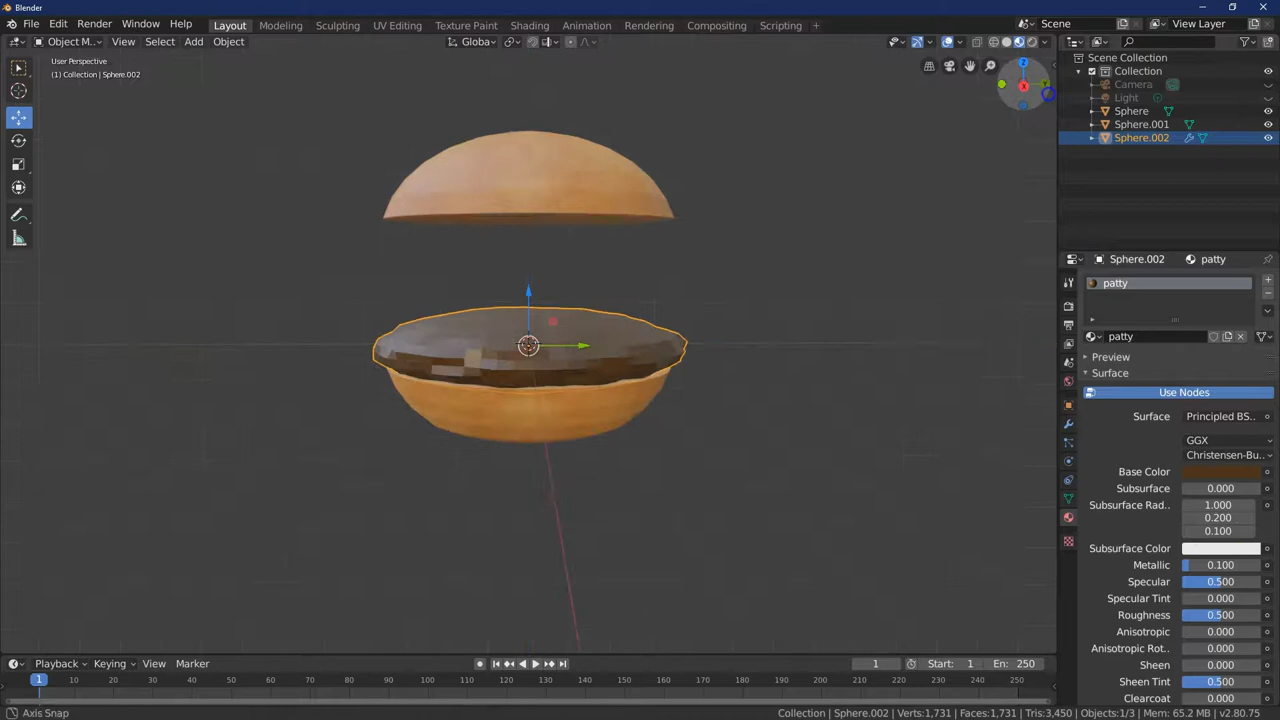 Blender
File Edit Render Window Help Layout Modeling Sculpting UV Editing Texture Paint Shading Animation Rendering Compositing Scripting + Scene View Layer
Object M... View Select Add Object Globa
User Perspective
(1) Collection | Sphere.002
Scene Collection
Collection
Camera
Light
Sphere
Sphere.001
Sphere.002
Z
Y
X
Sphere.002 patty
patty
patty
Preview
Surface
Use Nodes
Surface Principled BS..
GGX
Christensen-Bu..
Base Color
Subsurface 0.000
Subsurface Rad.. 1.000
0.200
0.100
Subsurface Color
Metallic 0.100
Specular 0.500
Specular Tint 0.000
Roughness 0.500
Anisotropic 0.000
Anisotropic Rot.. 0.000
Sheen 0.000
Sheen Tint 0.500
Clearcoat 0.000
Playback Keying View Marker 1 Start: 1 En: 250
1 10 20 30 40 50 60 70 80 90 100 110 120 130 140 150 160 170 180 190 200 210 220 230 240 250
Axis Snap Collection | Sphere.002 | Verts:1,731 | Faces:1,731 | Tris:3,450 | Objects:1/3 | Mem: 65.2 MB | v2.80.75